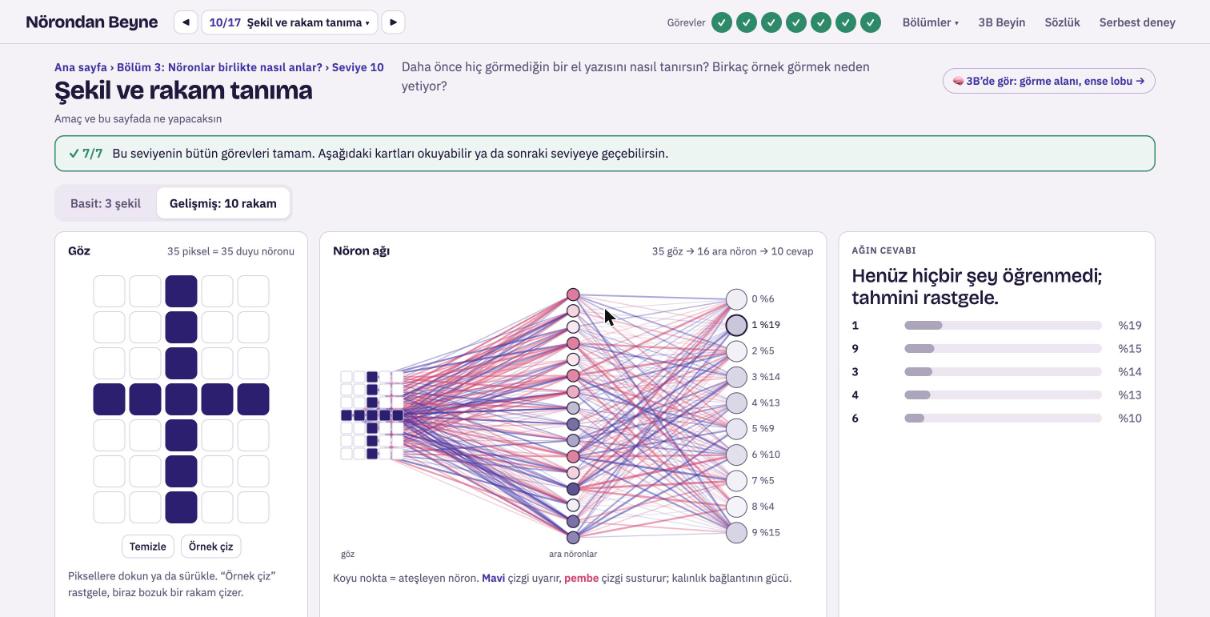 Nörondan Beyne
10/17 Şekil ve rakam tanıma
Görevler
Bölümler
3B Beyin
Sözlük
Serbest deney
Ana sayfa › Bölüm 3: Nöronlar birlikte nasıl anlar? › Seviye 10
Şekil ve rakam tanıma
Daha önce hiç görmediğin bir el yazısını nasıl tanırsın? Birkaç örnek görmek neden
yetiyor?
3B’de gör: görme alanı, ense lobu →
Amaç ve bu sayfada ne yapacaksın
✓ 7/7 Bu seviyenin bütün görevleri tamam. Aşağıdaki kartları okuyabilir ya da sonraki seviyeye geçebilirsin.
Basit: 3 şekil
Gelişmiş: 10 rakam
Göz
35 piksel = 35 duyu nöronu
Temizle
Örnek çiz
Piksellere dokun ya da sürükle. “Örnek çiz”
rastgele, biraz bozuk bir rakam çizer.
Nöron ağı
35 göz → 16 ara nöron → 10 cevap
0 %6
1 %19
2 %5
3 %14
4 %13
5 %9
6 %10
7 %5
8 %4
9 %15
göz
ara nöronlar
Koyu nokta = ateşleyen nöron. Mavi çizgi uyarır, pembe çizgi susturur; kalınlık bağlantının gücü.
AĞIN CEVABI
Henüz hiçbir şey öğrenmedi;
tahmini rastgele.
1 %19
9 %15
3 %14
4 %13
6 %10